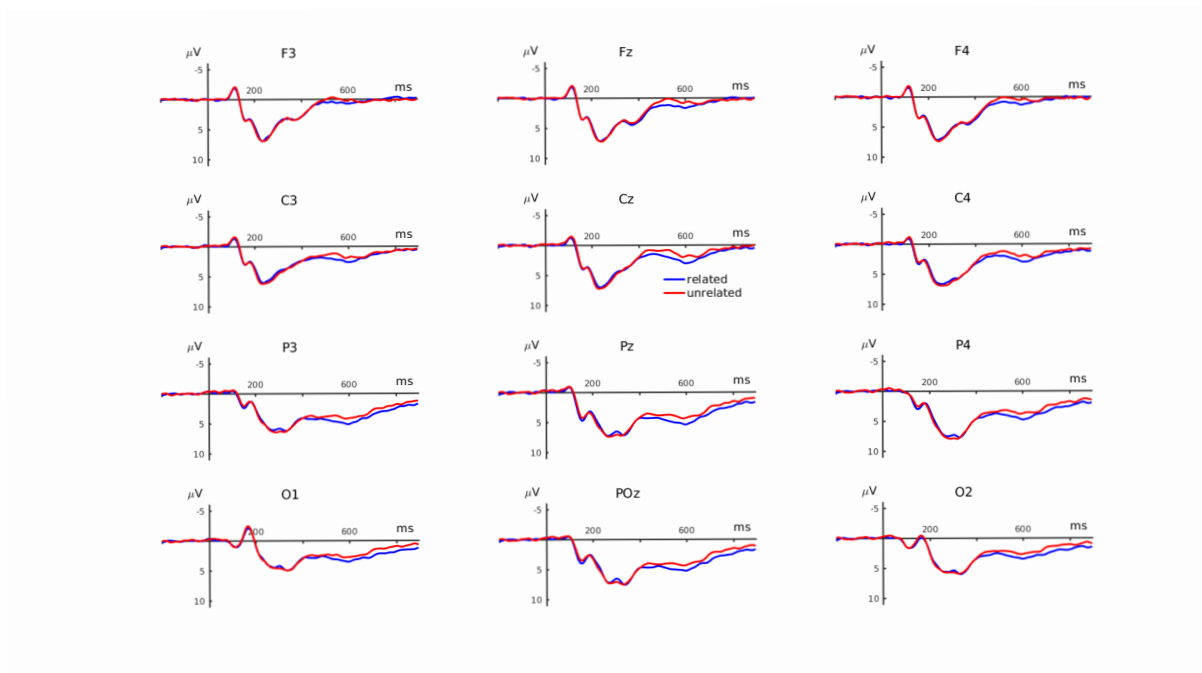 μV F3 -5 200 600 ms 5 10
μV Fz -5 200 600 ms 5 10
μV F4 -5 200 600 ms 5 10
μV C3 -5 200 600 ms 5 10
μV Cz -5 200 600 ms 5 10
related
unrelated
μV C4 -5 200 600 ms 5 10
μV P3 -5 200 600 ms 5 10
μV Pz -5 200 600 ms 5 10
μV P4 -5 200 600 ms 5 10
μV O1 -5 200 600 ms 5 10
μV POz -5 200 600 ms 5 10
μV O2 -5 200 600 ms 5 10